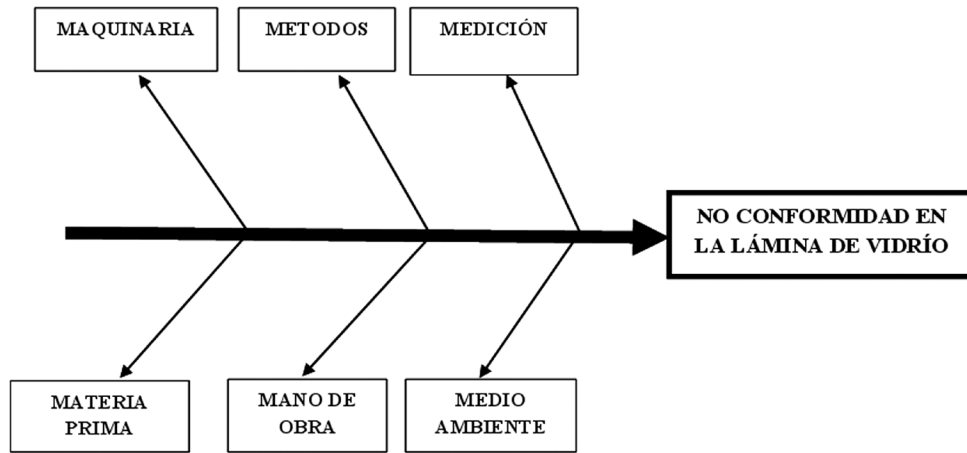 MAQUINARIA
METODOS
MEDICIÓN
NO CONFORMIDAD EN
LA LÁMINA DE VIDRÍO
MATERIA
PRIMA
MANO DE
OBRA
MEDIO
AMBIENTE